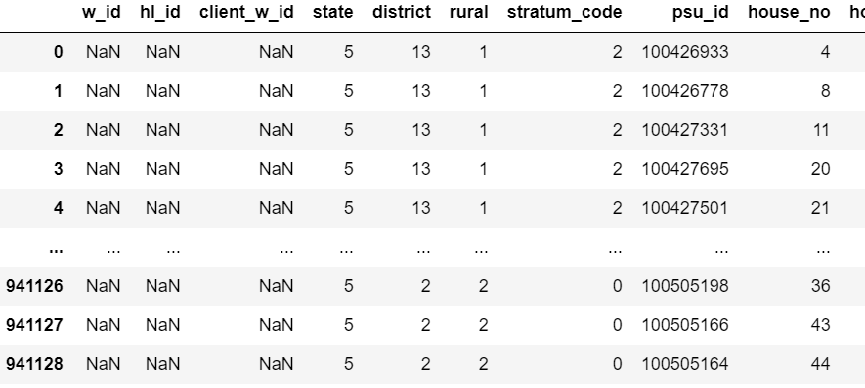 w_id hl_id client_w_id state district rural stratum_code psu_id house_no
0 NaN NaN NaN 5 13 1 2 100426933 4
1 NaN NaN NaN 5 13 1 2 100426778 8
2 NaN NaN NaN 5 13 1 2 100427331 11
3 NaN NaN NaN 5 13 1 2 100427695 20
4 NaN NaN NaN 5 13 1 2 100427501 21
... ... ... ... ... ... ... ... ... ...
941126 NaN NaN NaN 5 2 2 0 100505198 36
941127 NaN NaN NaN 5 2 2 0 100505166 43
941128 NaN NaN NaN 5 2 2 0 100505164 44